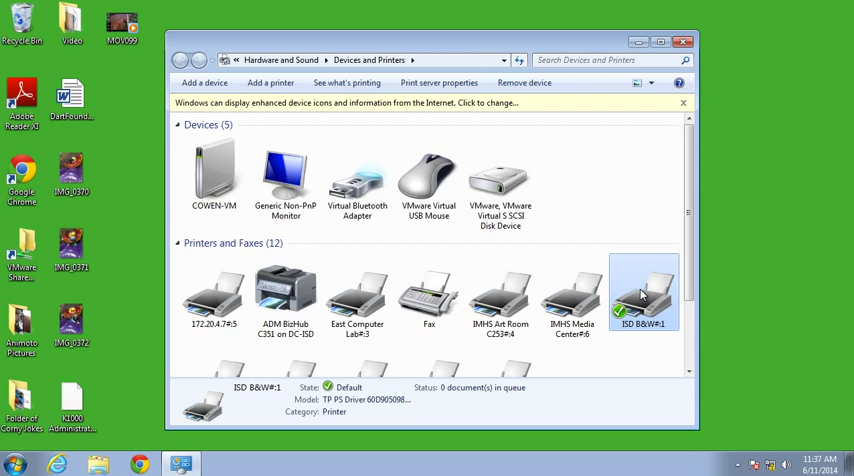 Recycle Bin
Video
MOV099
Adobe
Reader XI
DartFound...
Google
Chrome
IMG_0370
VMware
Share...
IMG_0371
Animoto
Pictures
IMG_0372
Folder of
Corny Jokes
K1000
Administrat...
« Hardware and Sound Devices and Printers
Search Devices and Printers
Add a device Add a printer See what's printing Print server properties Remove device
Windows can display enhanced device icons and information from the Internet. Click to change...
Devices (5)
COWEN-VM
Generic Non-PnP
Monitor
Virtual Bluetooth
Adapter
VMware Virtual
USB Mouse
VMware, VMware
Virtual S SCSI
Disk Device
Printers and Faxes (12)
172.20.4.7#:5
ADM BizHub
C351 on DC-ISD
East Computer
Lab#:3
Fax
IMHS Art Room
C253#:4
IMHS Media
Center#:6
ISD B&W#:1
ISD B&W#:1 State: Default Status: 0 document(s) in queue
Model: TP PS Driver 60D905098...
Category: Printer
11:37 AM
6/11/2014